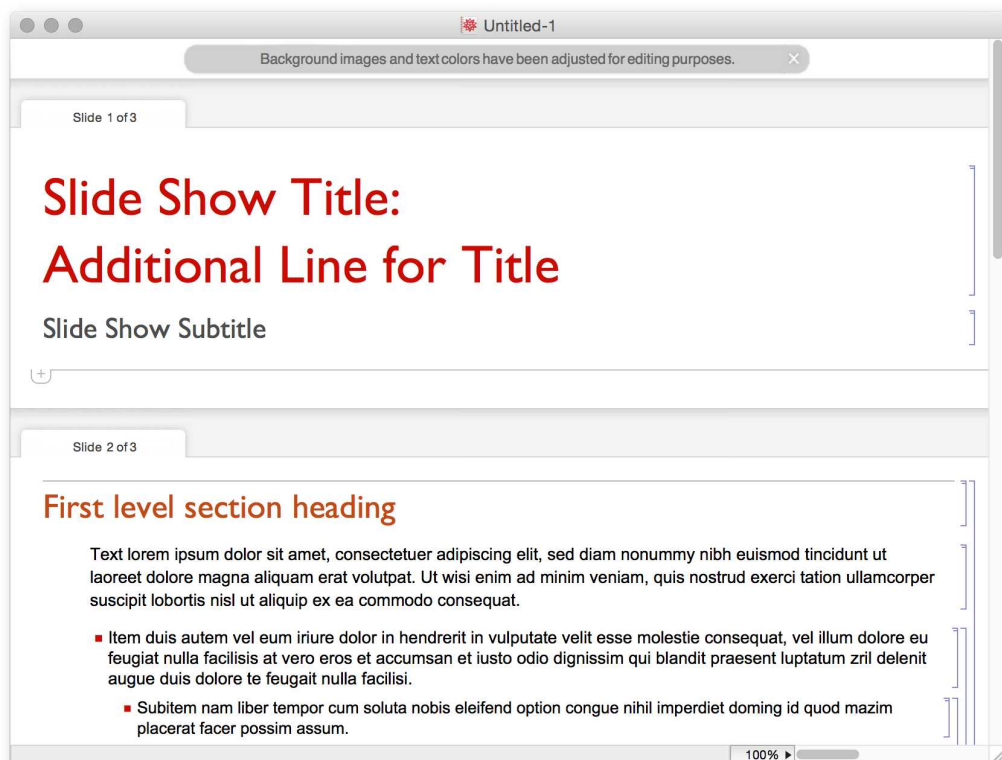 Untitled-1
Background images and text colors have been adjusted for editing purposes.
Slide 1 of 3
Slide Show Title:
Additional Line for Title
Slide Show Subtitle
Slide 2 of 3
First level section heading
Text lorem ipsum dolor sit amet, consectetuer adipiscing elit, sed diam nonummy nibh euismod tincidunt ut
laoreet dolore magna aliquam erat volutpat. Ut wisi enim ad minim veniam, quis nostrud exerci tation ullamcorper
suscipit lobortis nisl ut aliquip ex ea commodo consequat.
Item duis autem vel eum iriure dolor in hendrerit in vulputate velit esse molestie consequat, vel illum dolore eu
feugiat nulla facilisis at vero eros et accumsan et iusto odio dignissim qui blandit praesent luptatum zril delenit
augue duis dolore te feugait nulla facilisi.
Subitem nam liber tempor cum soluta nobis eleifend option congue nihil imperdiet doming id quod mazim
placerat facer possim assum.
100%